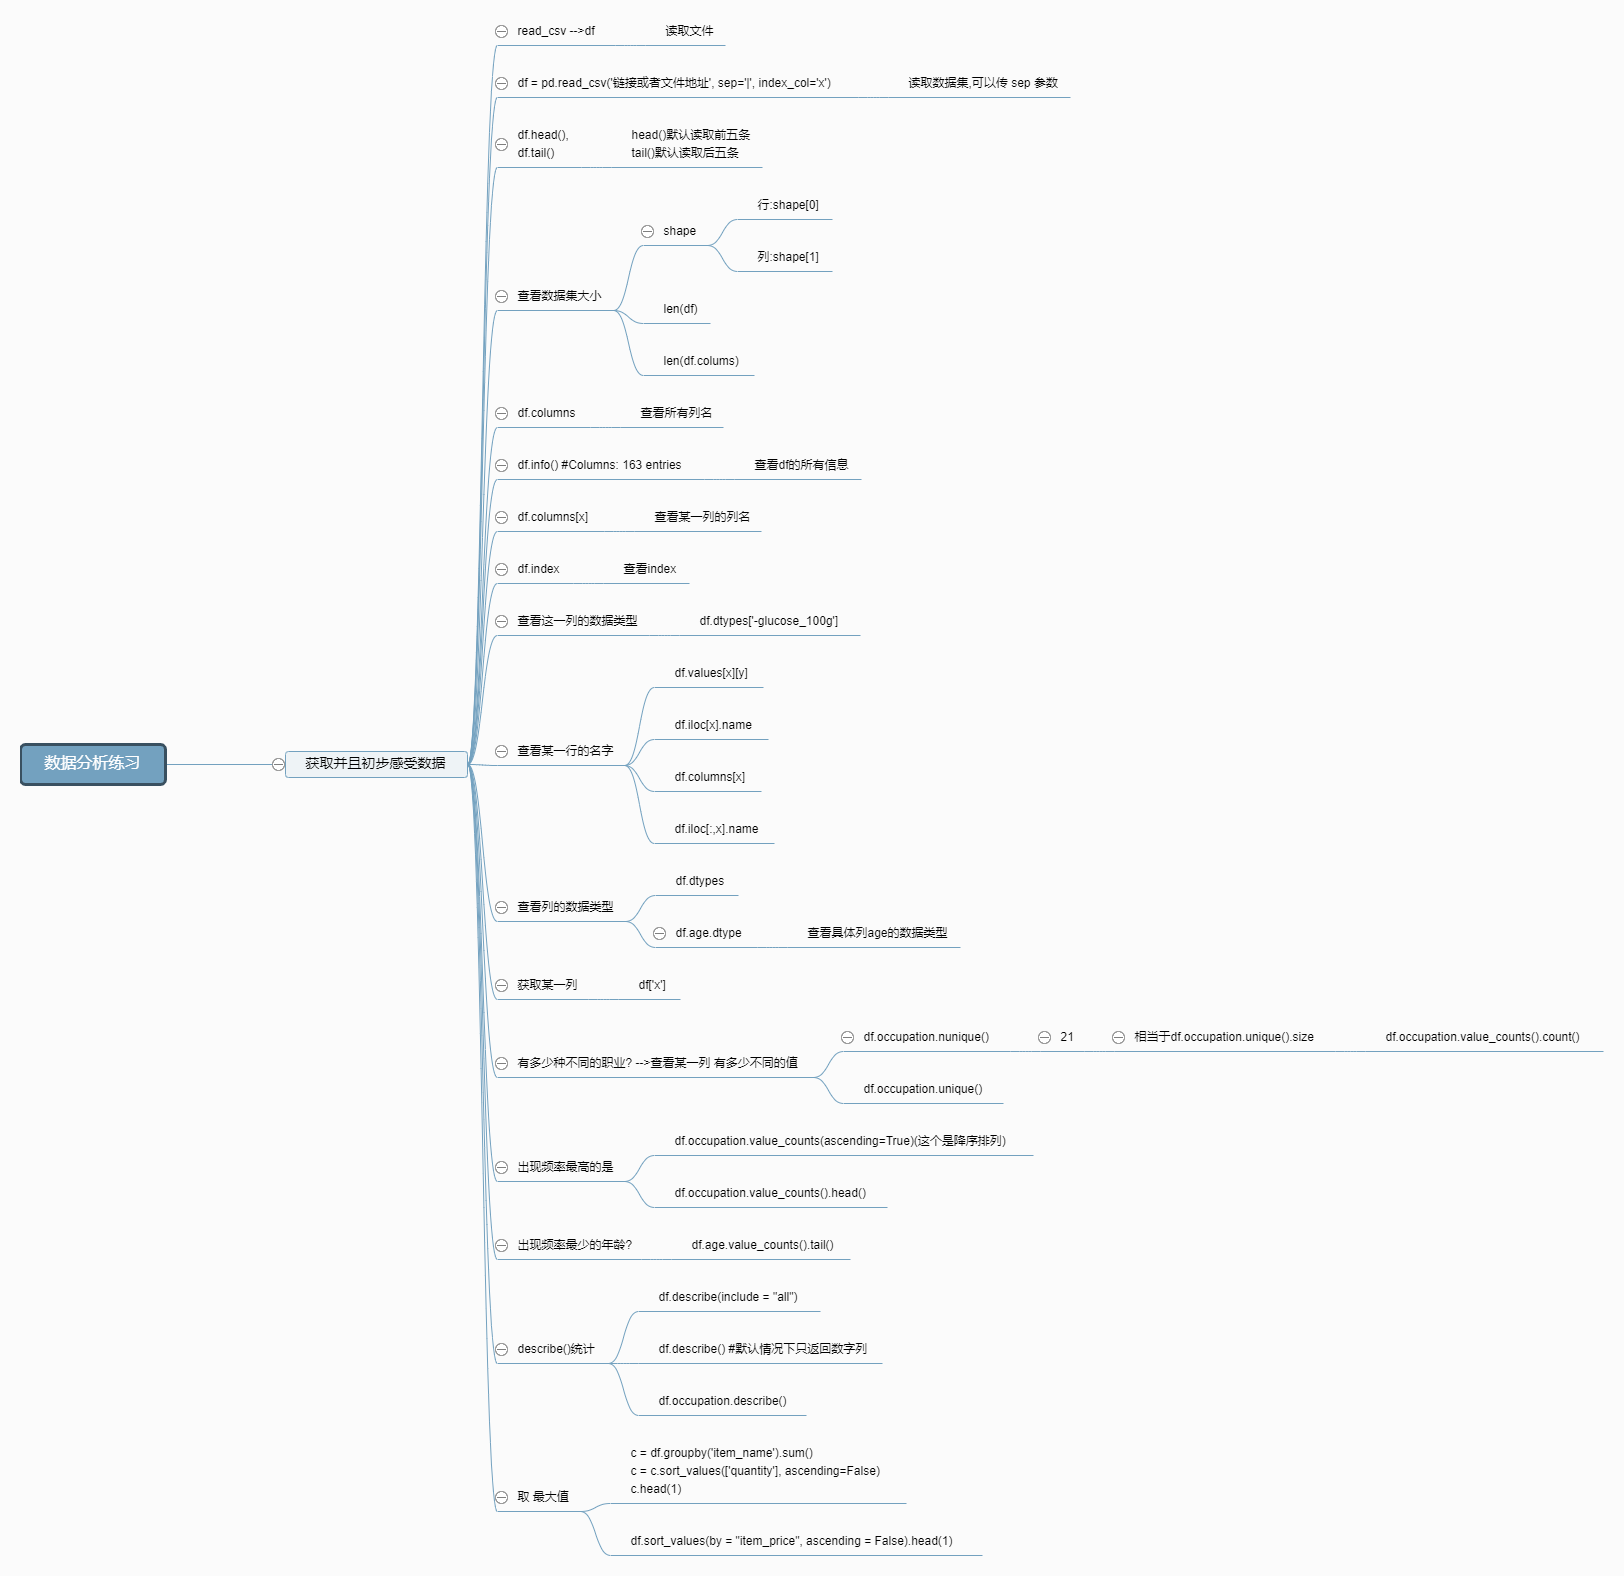 数据分析练习
获取并且初步感受数据
read_csv -->df
读取文件
df = pd.read_csv('链接或者文件地址', sep='|', index_col='x')
读取数据集,可以传 sep 参数
df.head(),
df.tail()
head()默认读取前五条
tail()默认读取后五条
查看数据集大小
shape
行:shape[0]
列:shape[1]
len(df)
len(df.colums)
df.columns
查看所有列名
df.info() #Columns: 163 entries
查看df的所有信息
df.columns[x]
查看某一列的列名
df.index
查看index
查看这一列的数据类型
df.dtypes['-glucose_100g']
查看某一行的名字
df.values[x][y]
df.iloc[x].name
df.columns[x]
df.iloc[:,x].name
查看列的数据类型
df.dtypes
df.age.dtype
查看具体列age的数据类型
获取某一列
df['x']
有多少种不同的职业? -->查看某一列 有多少不同的值
df.occupation.nunique()
21
相当于df.occupation.unique().size
df.occupation.value_counts().count()
df.occupation.unique()
出现频率最高的是
df.occupation.value_counts(ascending=True)(这个是降序排列)
df.occupation.value_counts().head()
出现频率最少的年龄?
df.age.value_counts().tail()
describe()统计
df.describe(include = "all")
df.describe() #默认情况下只返回数字列
df.occupation.describe()
取 最大值
c = df.groupby('item_name').sum()
c = c.sort_values(['quantity'], ascending=False)
c.head(1)
df.sort_values(by = "item_price", ascending = False).head(1)